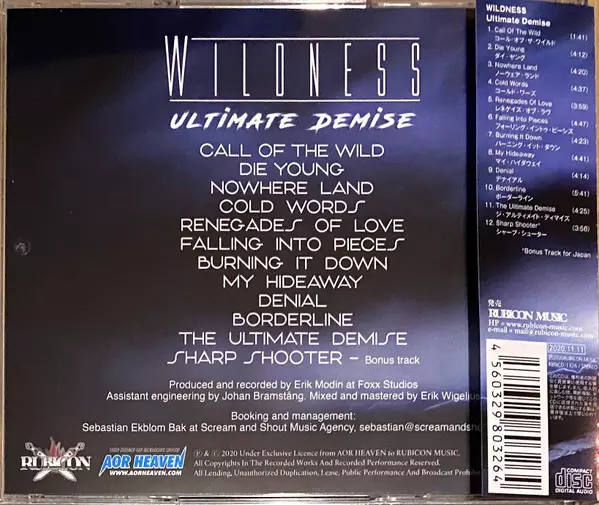 WILDNESS
ULTIMATE DEMISE
CALL OF THE WILD
DIE YOUNG
NOWHERE LAND
COLD WORDS
RENEGADES OF LOVE
FALLING INTO PIECES
BURNING IT DOWN
MY HIDEAWAY
DENIAL
BORDERLINE
THE ULTIMATE DEMISE
SHARP SHOOTER – Bonus track
Produced and recorded by Erik Modin at Foxx Studios
Assistant engineering by Johan Bramstång. Mixed and mastered by Erik Wigelius
Booking and management:
Sebastian Ekblom Bak at Scream and Shout Music Agency, sebastian@screamandsh
RUBICON
AOR HEAVEN
WWW.AORHEAVEN.COM
Ⓟ & © 2020 Under Exclusive Licence from AOR HEAVEN to RUBICON MUSIC.
All Copyrights In The Recorded Works And Recorded Performance Reserved.
All Lending, Unauthorized Duplication, Lease, Public Performance And Broadcast Prohib
WILDNESS
Ultimate Demise
1. Call Of The Wild (1:41)
コール・オブ・ザ・ワイルド
2. Die Young (4:12)
ダイ・ヤング
3. Nowhere Land (4:20)
ノーウェア・ランド
4. Cold Words (4:37)
コールド・ワーズ
5. Renegades Of Love (3:59)
レネゲイズ・オブ・ラヴ
6. Falling Into Pieces (4:47)
フォーリング・イントゥ・ピーシズ
7. Burning It Down (4:23)
バーニング・イット・ダウン
8. My Hideaway (4:41)
マイ・ハイダウェイ
9. Denial (4:14)
デナイアル
10. Borderline (5:41)
ボーダーライン
11. The Ultimate Demise (4:25)
ジ・アルティメイト・ディマイズ
12. Sharp Shooter* (3:56)
シャープ・シューター
*Bonus Track for Japan
発売
RUBICON MUSIC
HP • www.rubicon-music.com
e-mail • mail@rubicon-music.com
2020.11.11
4 560329 803264
COMPACT
disc
DIGITAL AUDIO